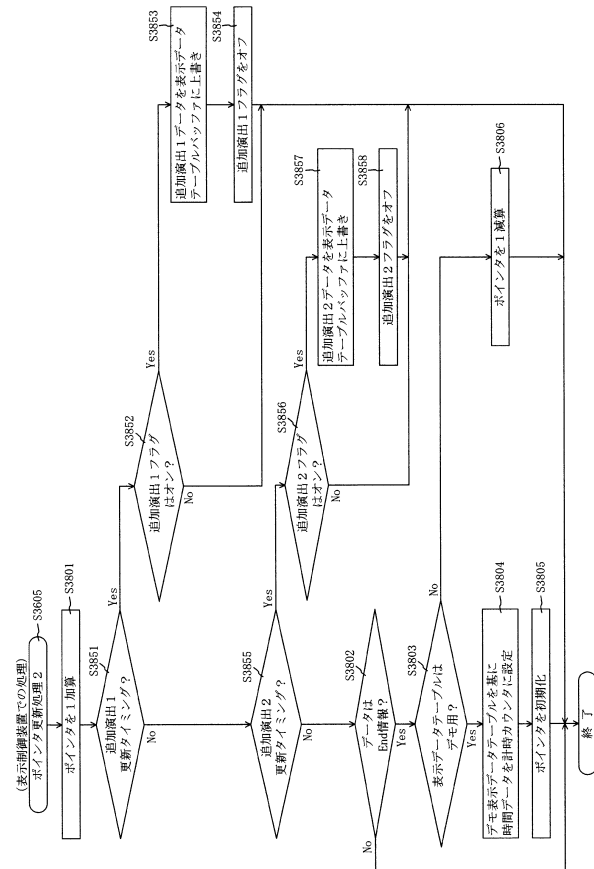 (表示制御装置での処理)
ポインタ更新処理2
S3605
ポインタを1加算
S3801
追加演出1
更新タイミング?
S3851
Yes
No
追加演出1フラグ
はオン?
S3852
Yes
No
追加演出1データを表示データ
テーブルバッファに上書き
S3853
追加演出1フラグをオフ
S3854
追加演出2
更新タイミング?
S3855
Yes
No
追加演出2フラグ
はオン?
S3856
Yes
No
追加演出2データを表示データ
テーブルバッファに上書き
S3857
追加演出2フラグをオフ
S3858
データは
End情報?
S3802
No
Yes
表示データテーブルは
デモ用?
S3803
No
Yes
デモ表示データテーブルを基に
時間データを計時カウンタに設定
S3804
ポインタを初期化
S3805
ポインタを1減算
S3806
終了